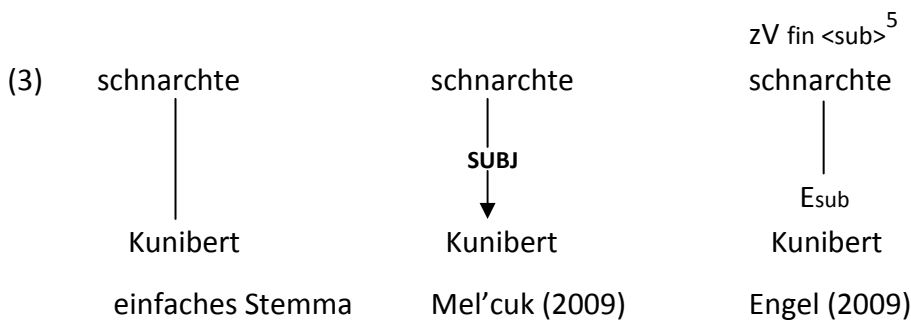 zV fin <sub>5
(3) schnarchte schnarchte schnarchte
SUBJ
Esub
Kunibert Kunibert Kunibert
einfaches Stemma Mel’cuk (2009) Engel (2009)